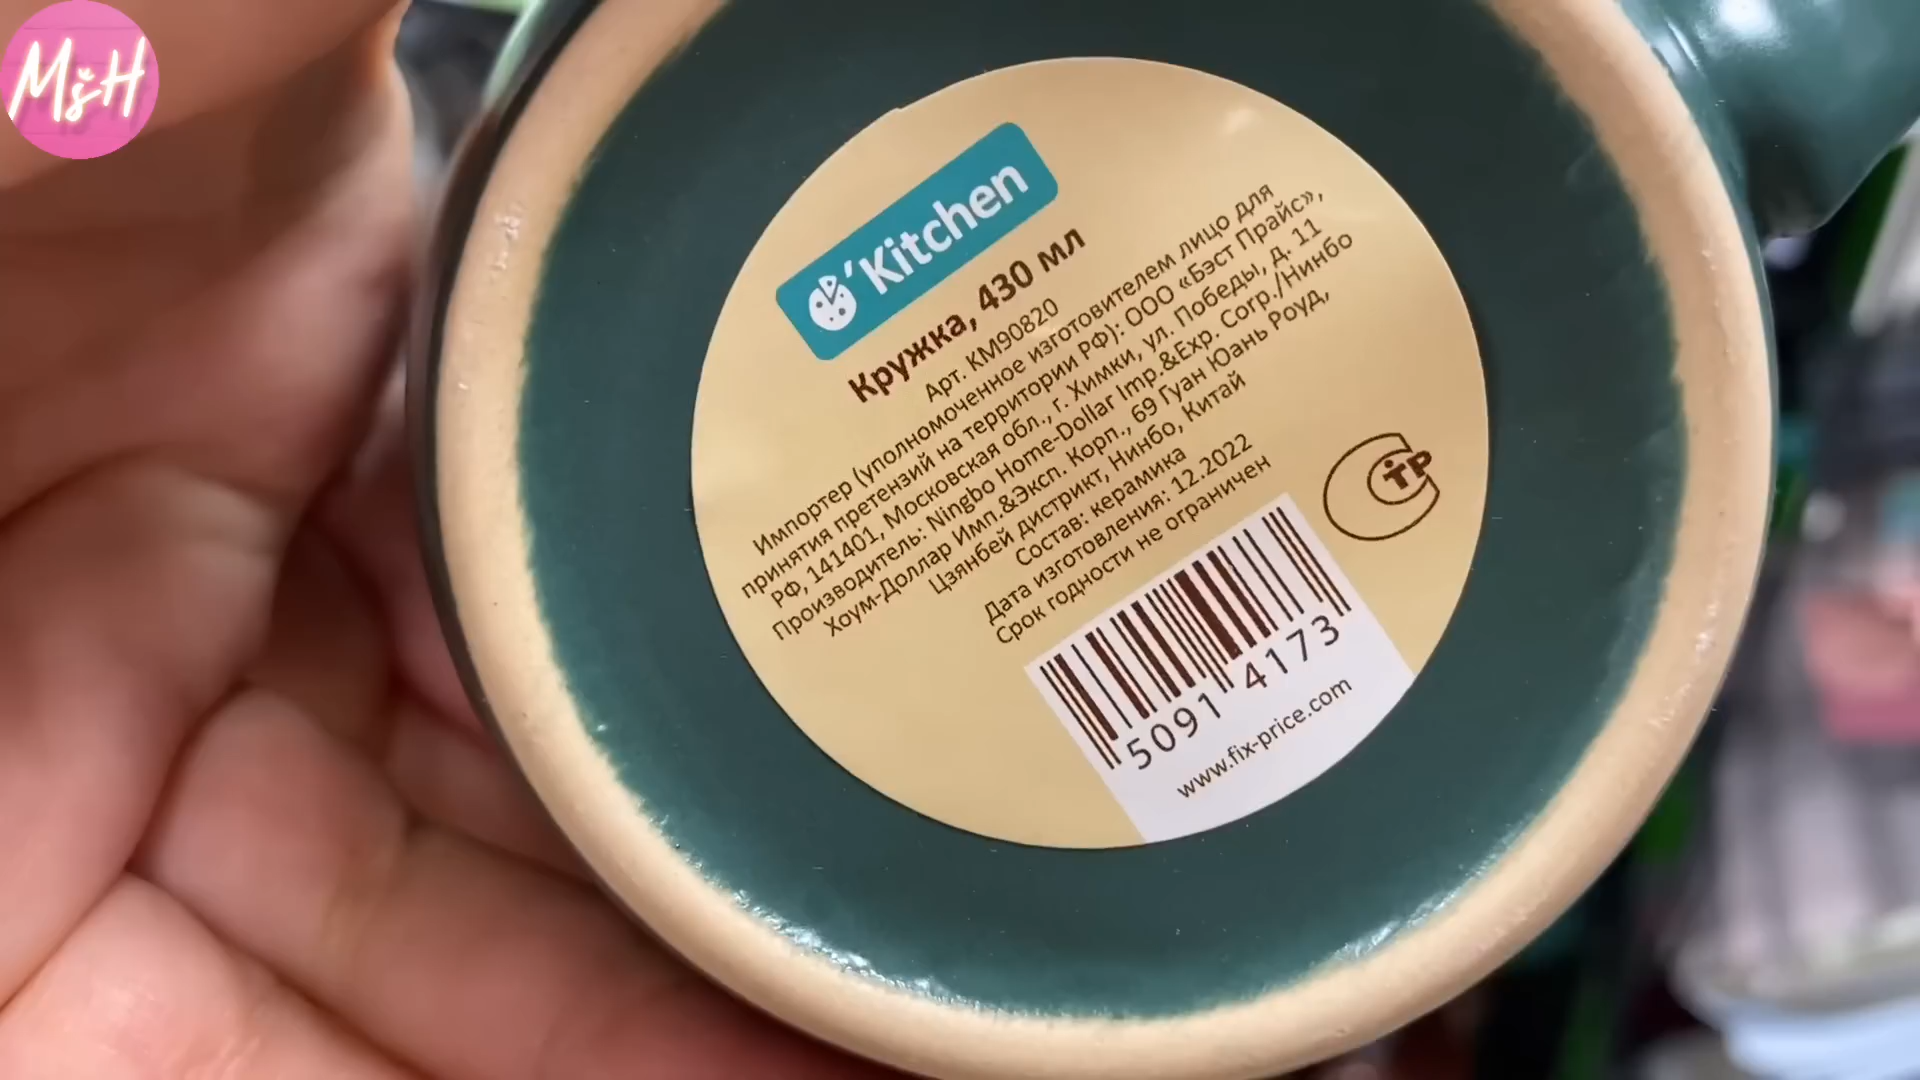 MsH
'Kitchen
Кружка, 430 мл
Арт. KM90820
Импортер (уполномоченное изготовителем лицо для
принятия претензий на территории РФ): ООО «Бэст Прайс»,
РФ, 141401, Московская обл., г. Химки, ул. Победы, д. 11
Производитель: Ningbo Home-Dollar Imp.&Exp. Corp./Нинбо
Хоум-Доллар Имп.&Эксп. Корп., 69 Гуан Юань Роуд,
Цзянбей дистрикт, Нинбо, Китай
Состав: керамика
Дата изготовления: 12.2022
Срок годности не ограничен
СТР
5091 4173
www.fix-price.com